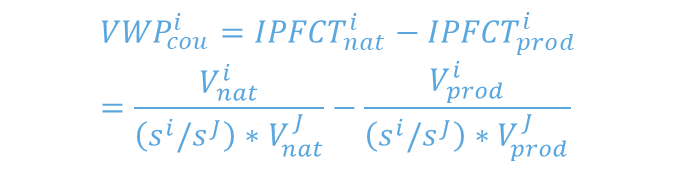 VWP^i_cou = IPFCT^i_nat − IPFCT^i_prod
= V^i_nat / ((s^i/s^J) * V^J_nat) − V^i_prod / ((s^i/s^J) * V^J_prod)